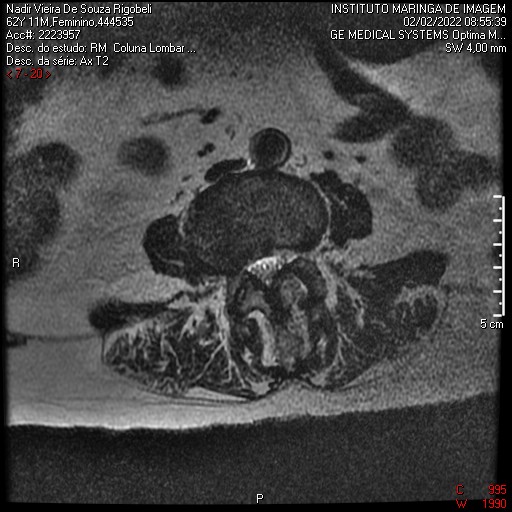 Nadir Vieira De Souza Rigobeli
62Y 11M,Feminino,444535
Acc#: 2223957
Desc. do estudo: RM  Coluna Lombar ...
Desc. da série: Ax T2
< 7 - 20 >
INSTITUTO MARINGA DE IMAGEM
02/02/2022 08:55:39
GE MEDICAL SYSTEMS Optima M...
SW 4,00 mm
R
5 cm
P
C 995
W 1990